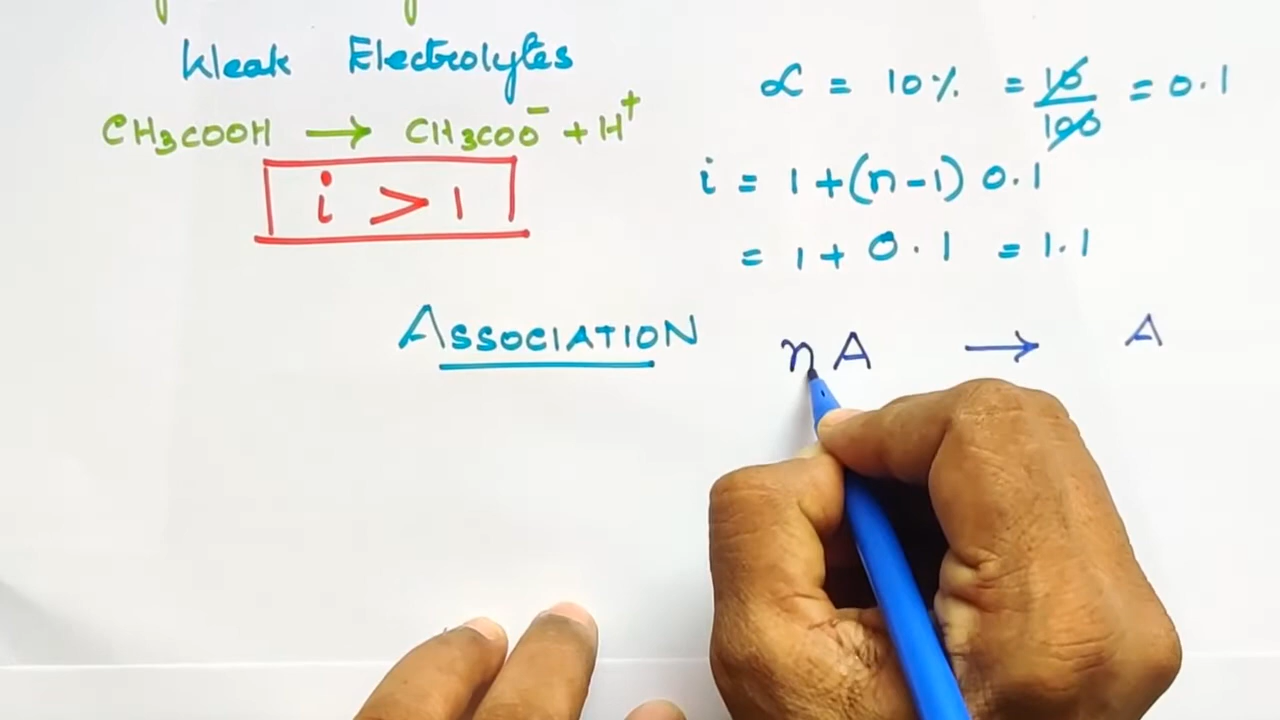 Weak Electrolytes
CH₃COOH → CH₃COO⁻ + H⁺
i > 1
α = 10% = 10/100 = 0.1
i = 1 + (n-1) 0.1
= 1 + 0.1 = 1.1
ASSOCIATION
nA → A